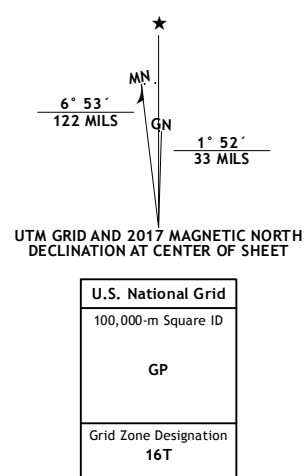 ★
MN
6° 53´
122 MILS
GN
1° 52´
33 MILS
UTM GRID AND 2017 MAGNETIC NORTH
DECLINATION AT CENTER OF SHEET
U.S. National Grid
100,000-m Square ID
GP
Grid Zone Designation
16T